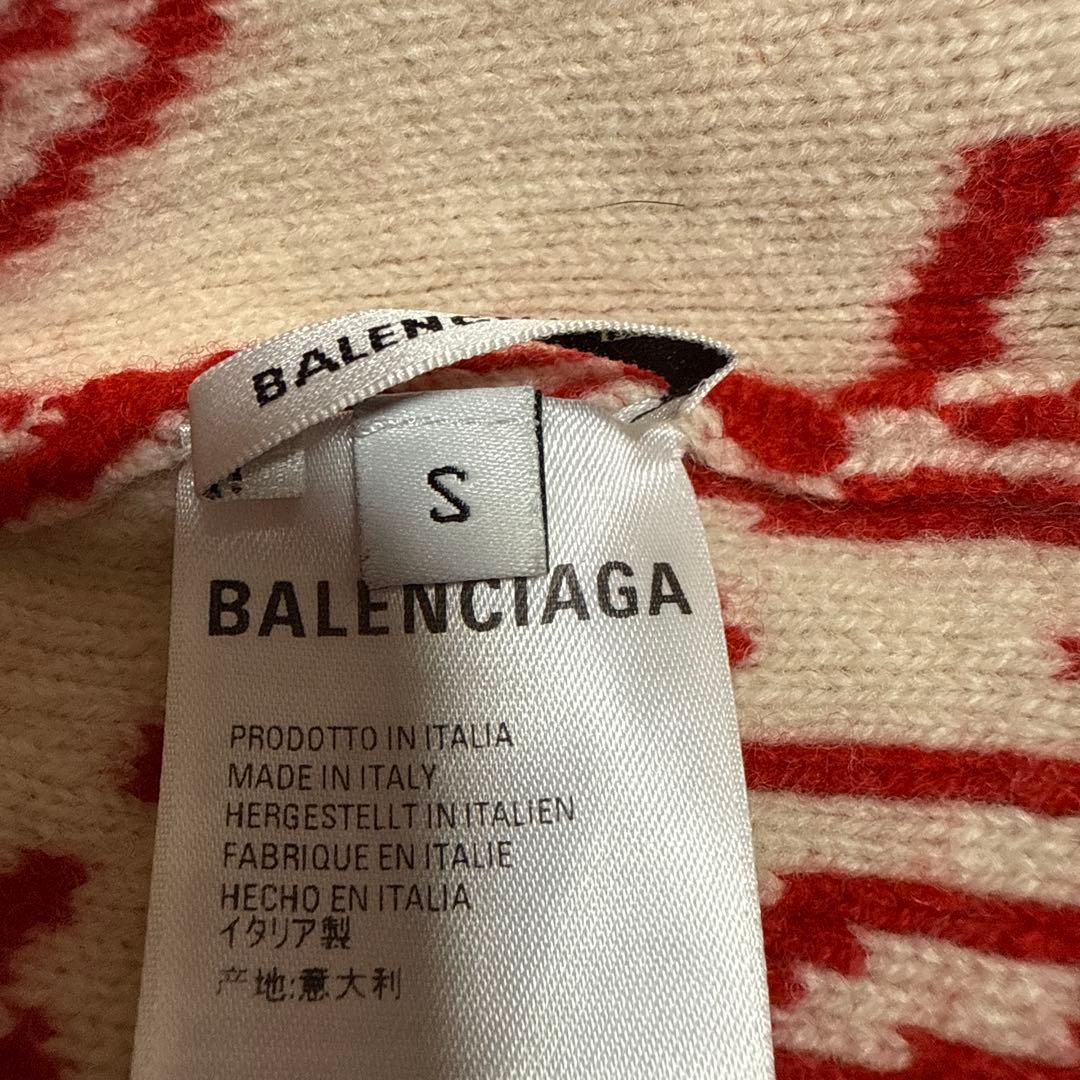 BALENC
S
BALENCIAGA
PRODOTTO IN ITALIA
MADE IN ITALY
HERGESTELLT IN ITALIEN
FABRIQUE EN ITALIE
HECHO EN ITALIA
イタリア製
产地:意大利